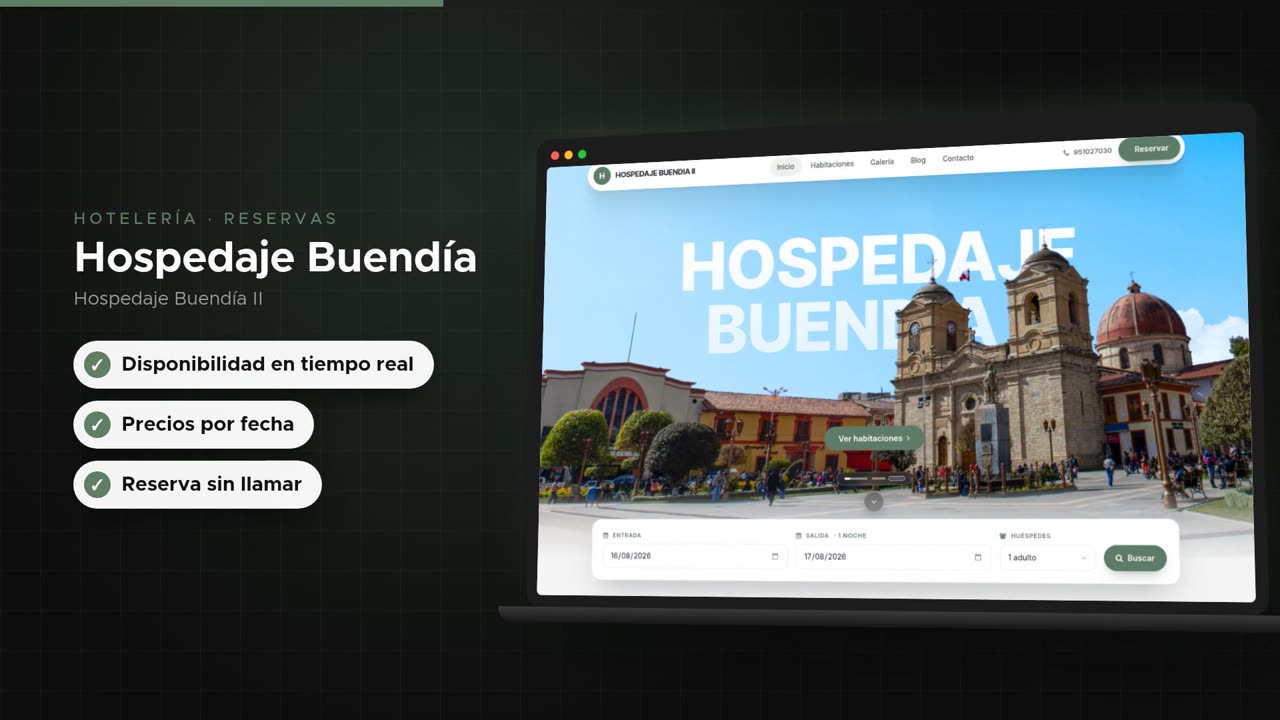 HOTELERÍA · RESERVAS
Hospedaje Buendía
Hospedaje Buendía II
✓ Disponibilidad en tiempo real
✓ Precios por fecha
✓ Reserva sin llamar
H HOSPEDAJE BUENDIA II
Inicio Habitaciones Galería Blog Contacto
951027030
Reservar
HOSPEDAJE
BUENDIA
Ver habitaciones ›
ENTRADA
16/08/2026
SALIDA · 1 NOCHE
17/08/2026
HUÉSPEDES
1 adulto
Buscar